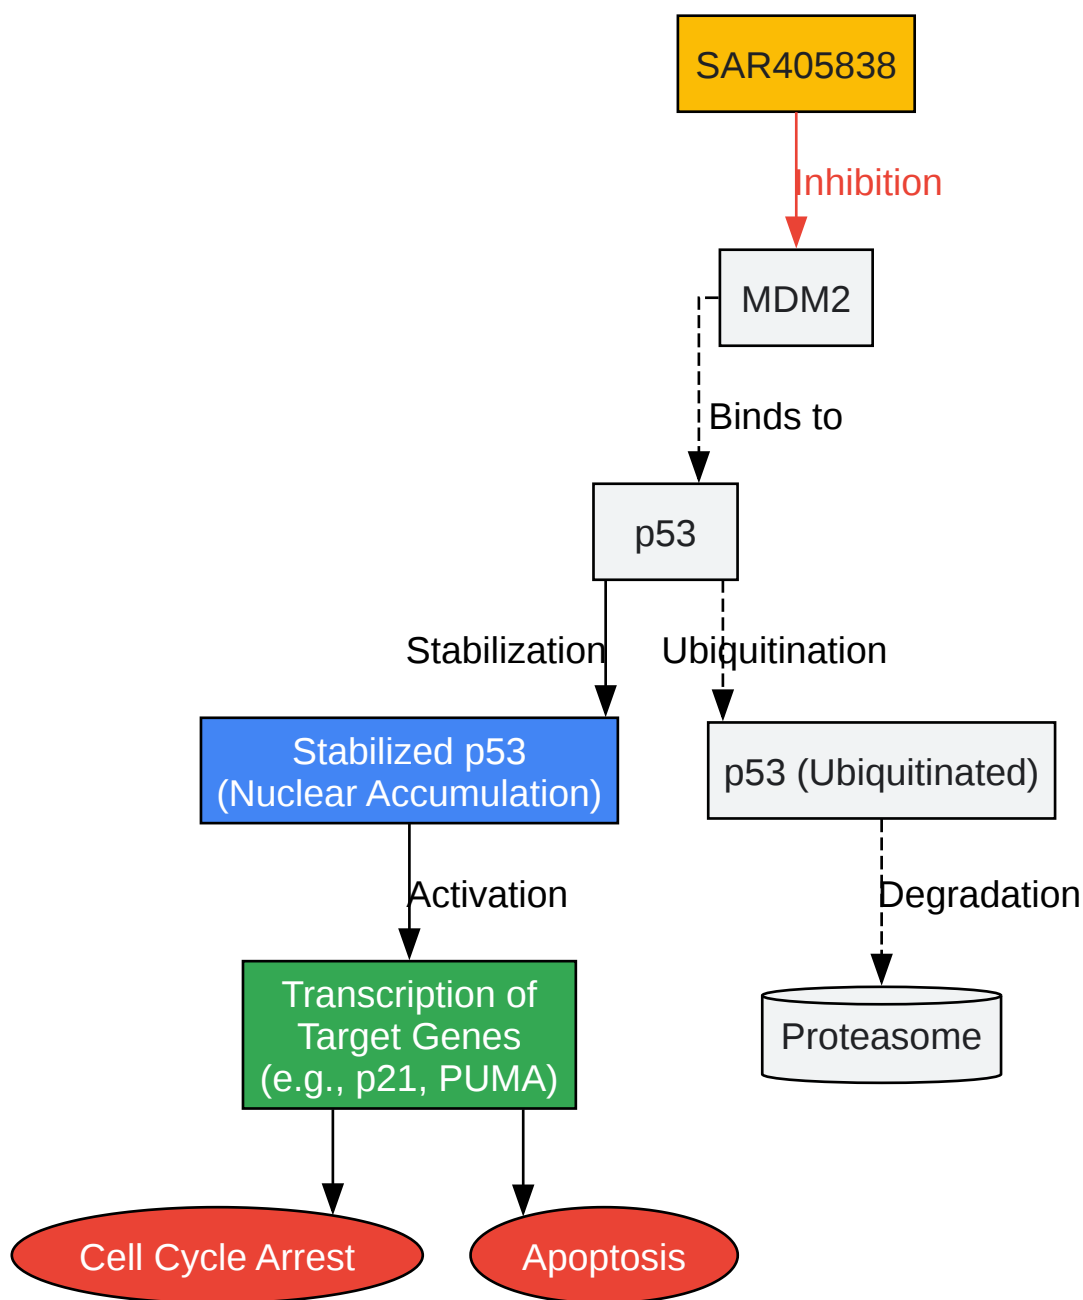 SAR405838
Inhibition
MDM2
Binds to
p53
Stabilization
Ubiquitination
Stabilized p53
(Nuclear Accumulation)
p53 (Ubiquitinated)
Activation
Degradation
Transcription of
Target Genes
(e.g., p21, PUMA)
Proteasome
Cell Cycle Arrest
Apoptosis